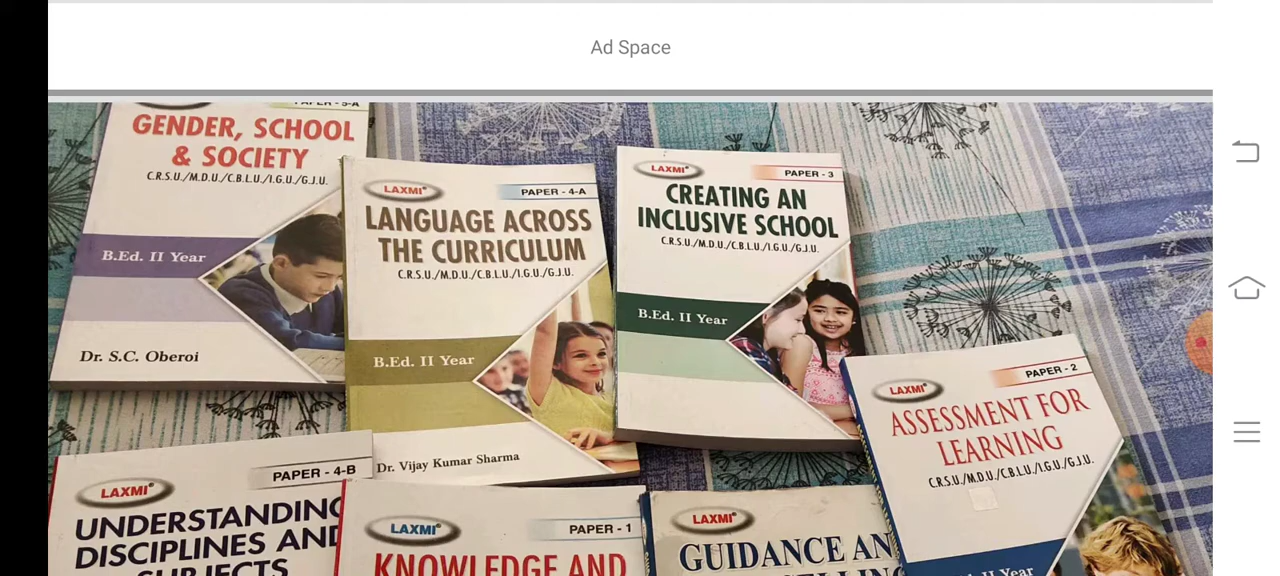 Ad Space
GENDER, SCHOOL
& SOCIETY
C.R.S.U./M.D.U./C.B.L.U./I.G.U./G.J.U.
B.Ed. II Year
Dr. S.C. Oberoi
LAXMI®
PAPER - 4-A
LANGUAGE ACROSS
THE CURRICULUM
C.R.S.U./M.D.U./C.B.L.U./I.G.U./G.J.U.
B.Ed. II Year
Dr. Vijay Kumar Sharma
LAXMI®
PAPER - 3
CREATING AN
INCLUSIVE SCHOOL
C.R.S.U./M.D.U./C.B.L.U./I.G.U./G.J.U.
B.Ed. II Year
LAXMI®
PAPER - 2
ASSESSMENT FOR
LEARNING
C.R.S.U./M.D.U./C.B.L.U./I.G.U./G.J.U.
II Year
PAPER - 4-B
LAXMI®
UNDERSTANDING
DISCIPLINES AND
SUBJECTS
LAXMI®
PAPER - 1
KNOWLEDGE AND
LAXMI®
GUIDANCE AN